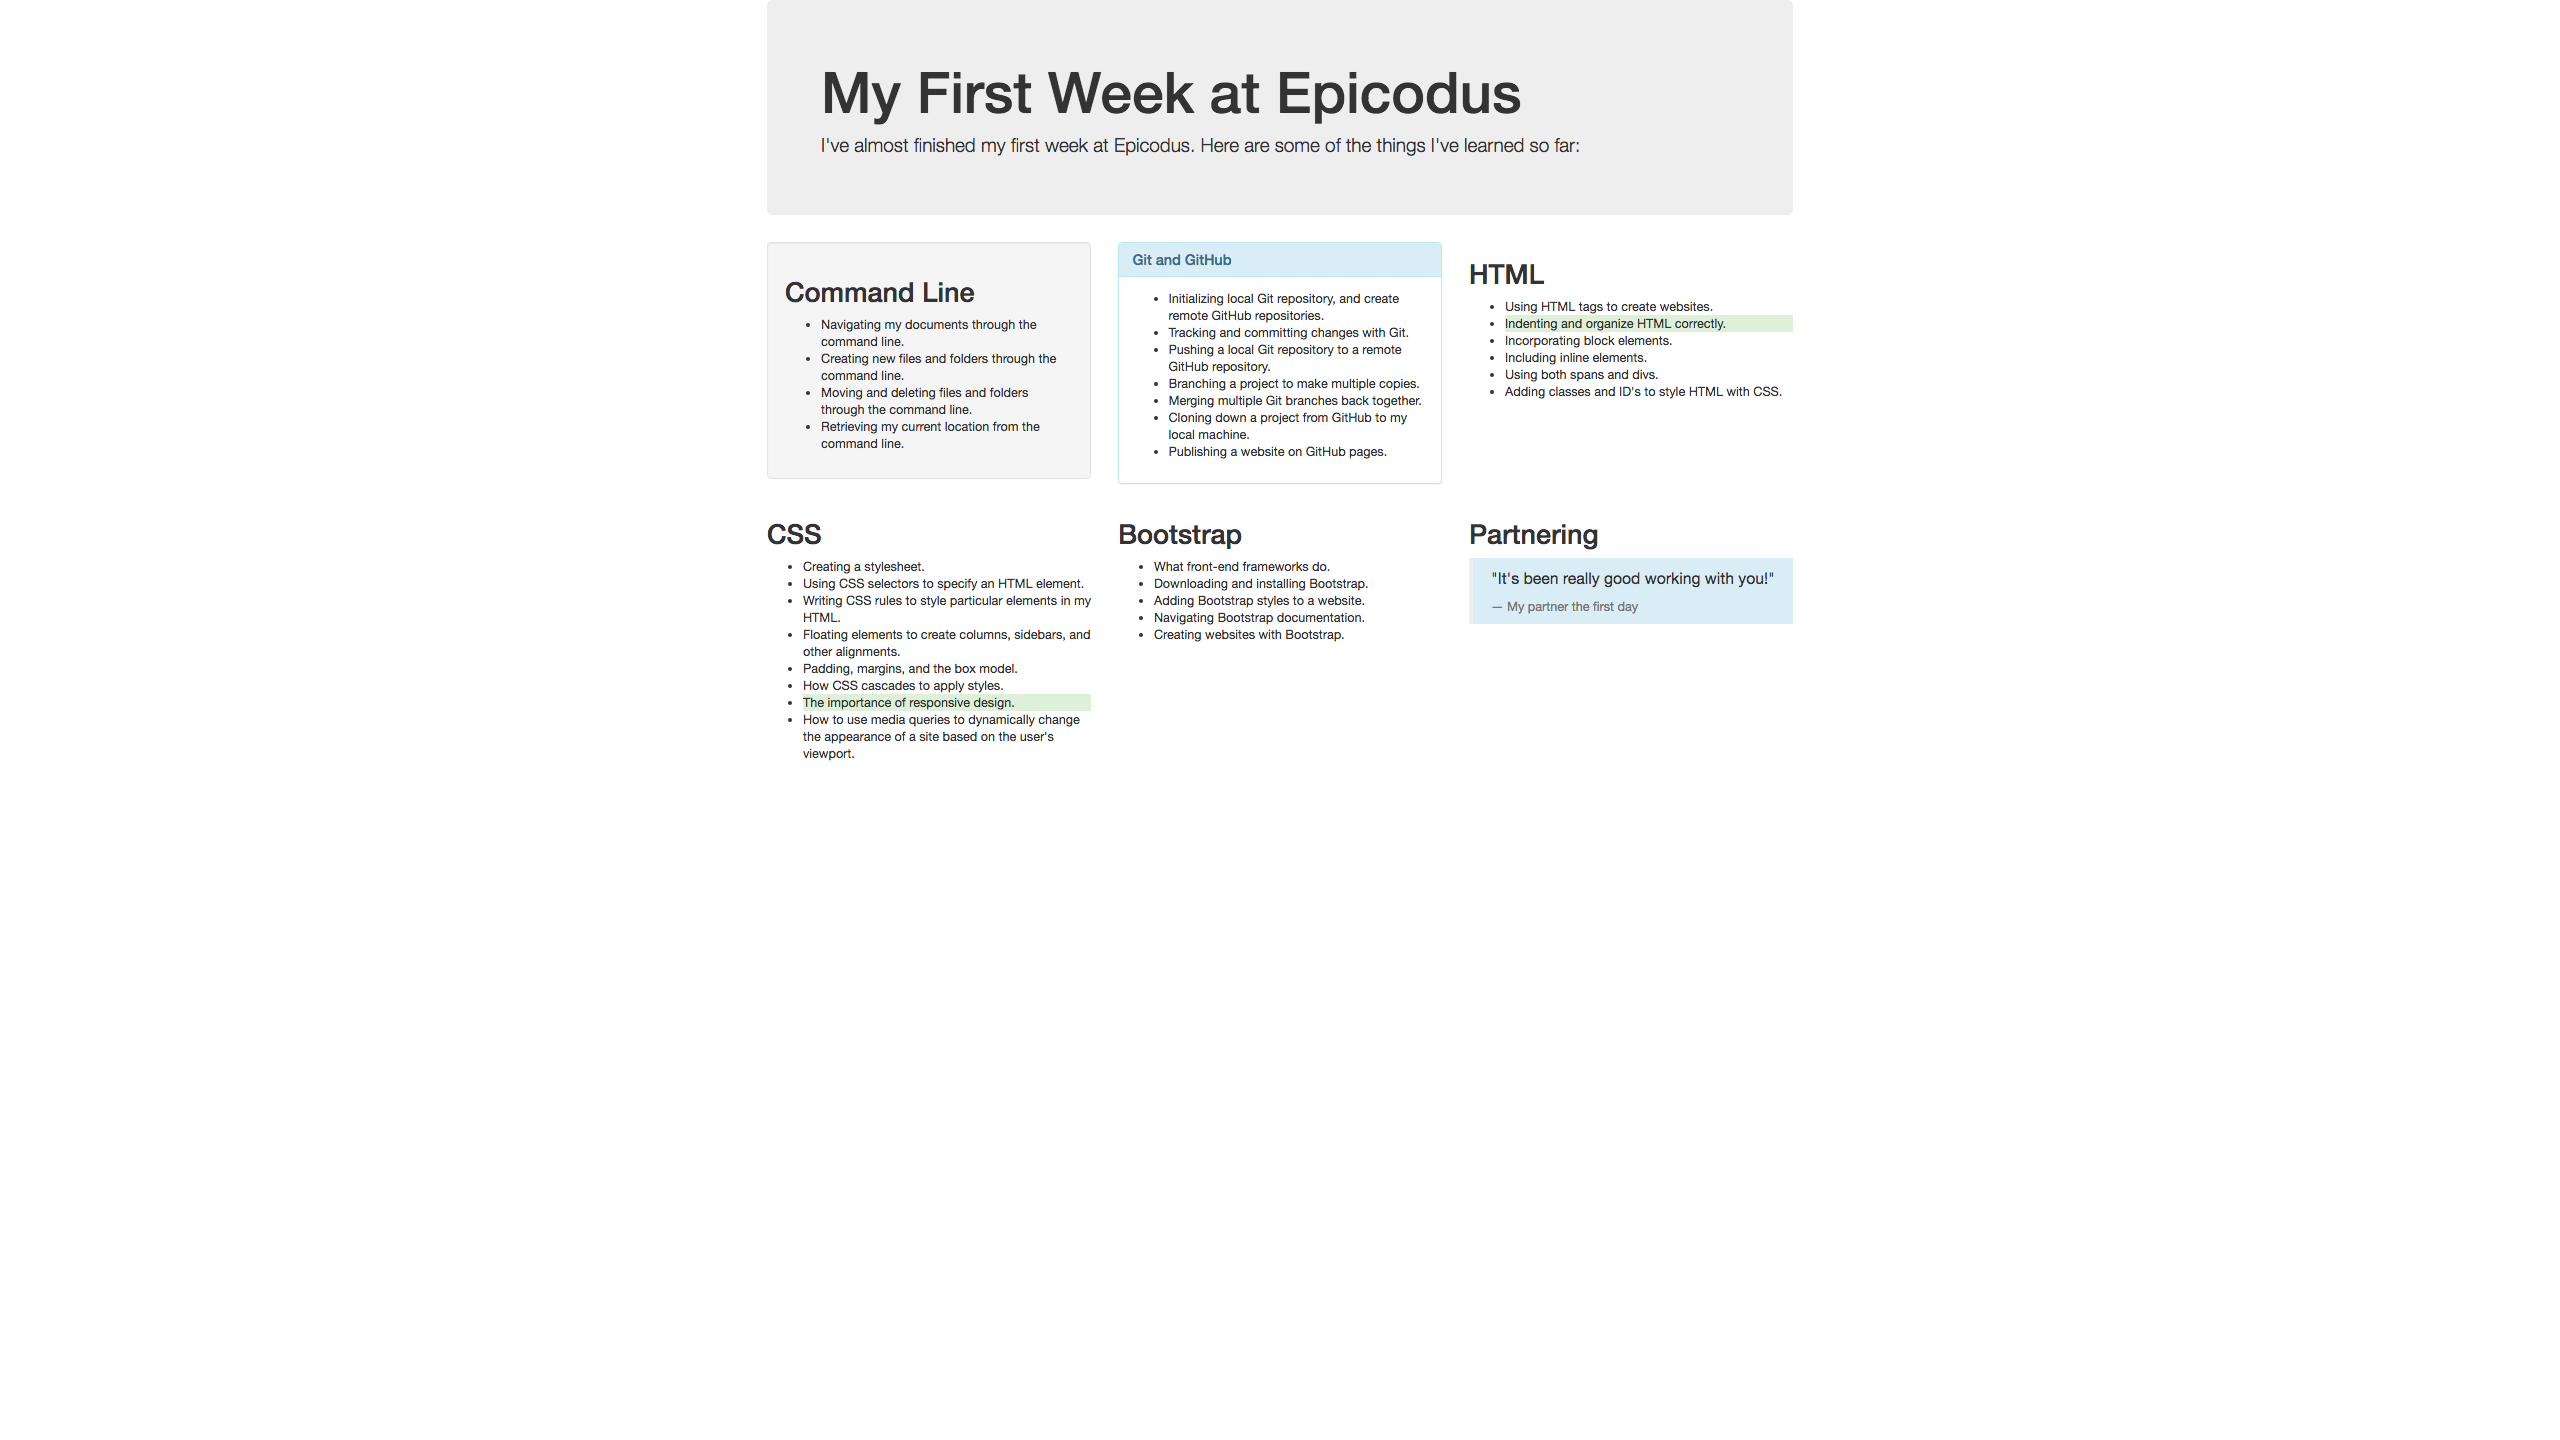 My First Week at Epicodus
I've almost finished my first week at Epicodus. Here are some of the things I've learned so far:
Command Line
Navigating my documents through the
command line.
Creating new files and folders through the
command line.
Moving and deleting files and folders
through the command line.
Retrieving my current location from the
command line.
Git and GitHub
Initializing local Git repository, and create
remote GitHub repositories.
Tracking and committing changes with Git.
Pushing a local Git repository to a remote
GitHub repository.
Branching a project to make multiple copies.
Merging multiple Git branches back together.
Cloning down a project from GitHub to my
local machine.
Publishing a website on GitHub pages.
HTML
Using HTML tags to create websites.
Indenting and organize HTML correctly.
Incorporating block elements.
Including inline elements.
Using both spans and divs.
Adding classes and ID's to style HTML with CSS.
CSS
Creating a stylesheet.
Using CSS selectors to specify an HTML element.
Writing CSS rules to style particular elements in my
HTML.
Floating elements to create columns, sidebars, and
other alignments.
Padding, margins, and the box model.
How CSS cascades to apply styles.
The importance of responsive design.
How to use media queries to dynamically change
the appearance of a site based on the user's
viewport.
Bootstrap
What front-end frameworks do.
Downloading and installing Bootstrap.
Adding Bootstrap styles to a website.
Navigating Bootstrap documentation.
Creating websites with Bootstrap.
Partnering
"It's been really good working with you!"
— My partner the first day